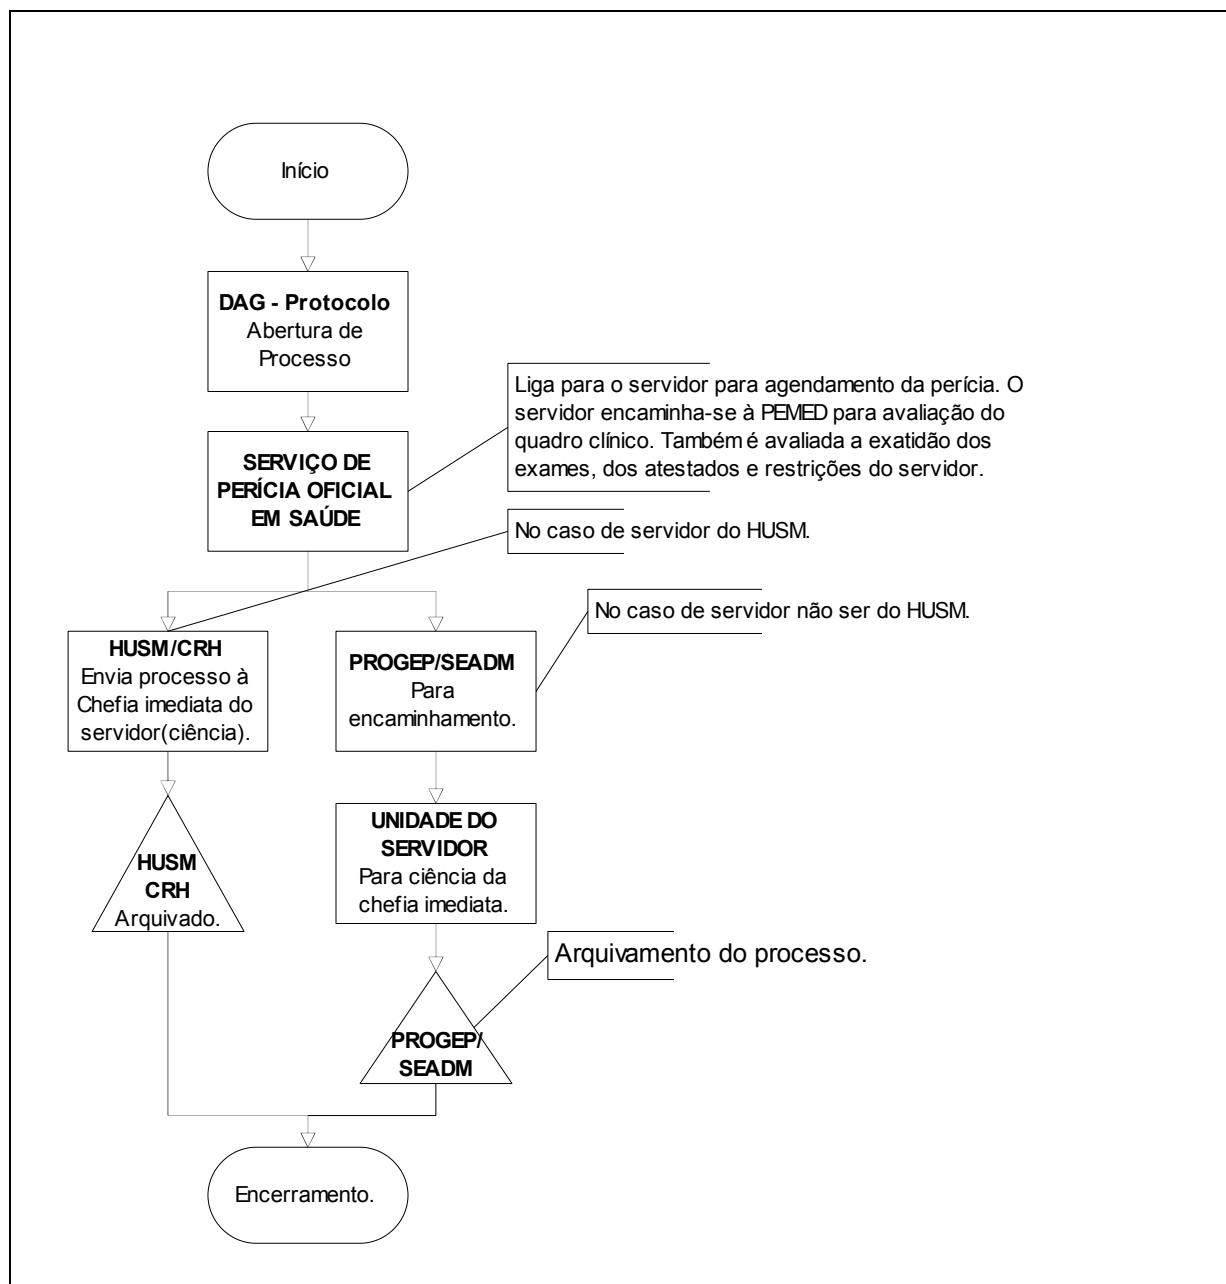 Início
DAG - Protocolo
Abertura de
Processo
Liga para o servidor para agendamento da perícia. O
servidor encaminha-se à PEMED para avaliação do
quadro clínico. Também é avaliada a exatidão dos
exames, dos atestados e restrições do servidor.
SERVIÇO DE
PERÍCIA OFICIAL
EM SAÚDE
No caso de servidor do HUSM.
No caso de servidor não ser do HUSM.
HUSM/CRH
Envia processo à
Chefia imediata do
servidor(ciência).
PROGEP/SEADM
Para
encaminhamento.
UNIDADE DO
SERVIDOR
Para ciência da
chefia imediata.
HUSM
CRH
Arquivado.
Arquivamento do processo.
PROGEP/
SEADM
Encerramento.